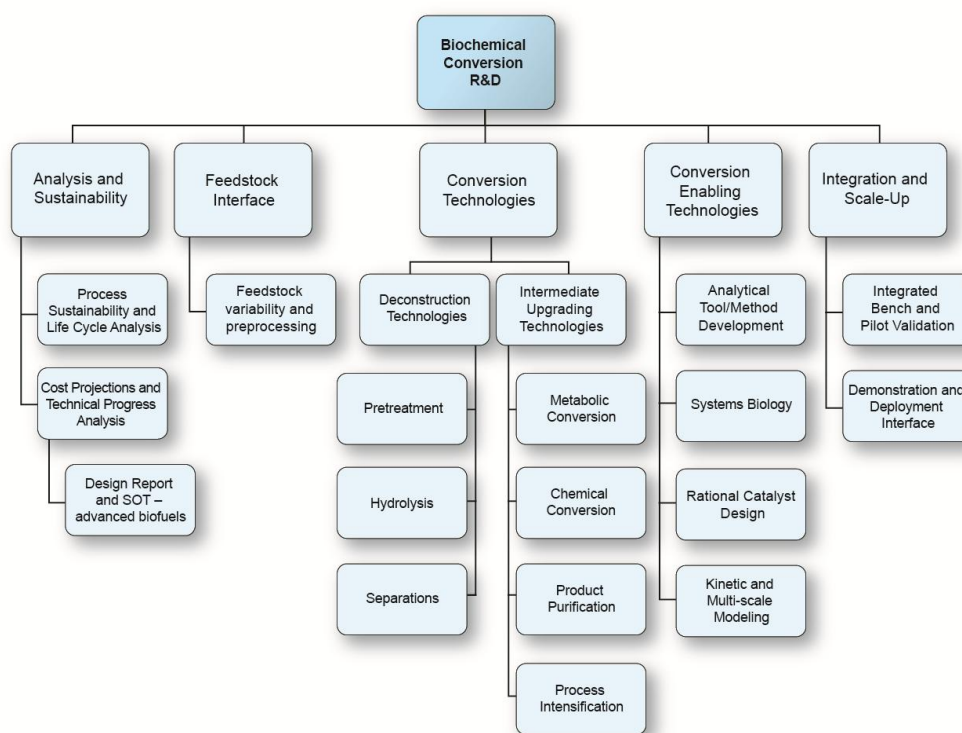 Biochemical
Conversion
R&D
Analysis and
Sustainability
Feedstock
Interface
Conversion
Technologies
Conversion
Enabling
Technologies
Integration and
Scale-Up
Process
Sustainability and
Life Cycle Analysis
Feedstock
variability and
preprocessing
Deconstruction
Technologies
Intermediate
Upgrading
Technologies
Analytical
Tool/Method
Development
Integrated
Bench and
Pilot Validation
Cost Projections and
Technical Progress
Analysis
Pretreatment
Metabolic
Conversion
Systems Biology
Demonstration and
Deployment
Interface
Design Report
and SOT –
advanced biofuels
Hydrolysis
Chemical
Conversion
Rational Catalyst
Design
Separations
Product
Purification
Kinetic and
Multi-scale
Modeling
Process
Intensification